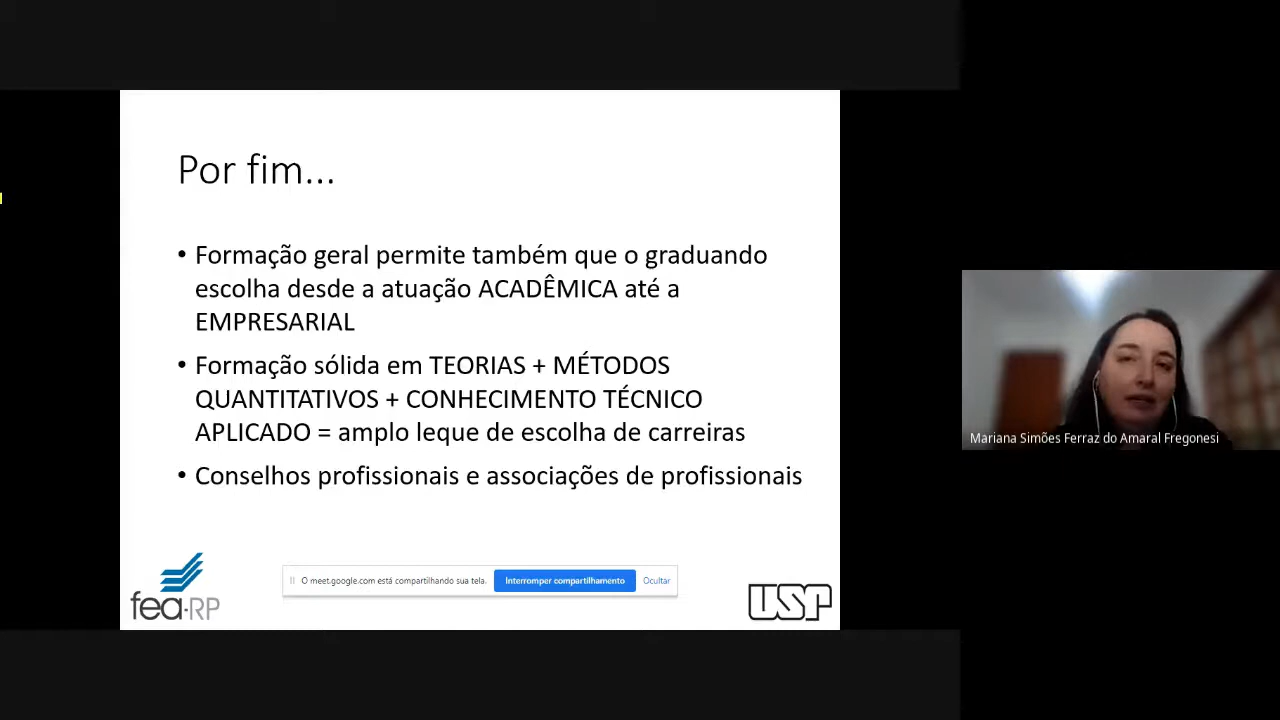 Por fim...
• Formação geral permite também que o graduando
escolha desde a atuação ACADÊMICA até a
EMPRESARIAL
• Formação sólida em TEORIAS + MÉTODOS
QUANTITATIVOS + CONHECIMENTO TÉCNICO
APLICADO = amplo leque de escolha de carreiras
• Conselhos profissionais e associações de profissionais
fea-RP
O meet.google.com está compartilhando sua tela.
Interromper compartilhamento
Ocultar
USP
Mariana Simões Ferraz do Amaral Fregonesi